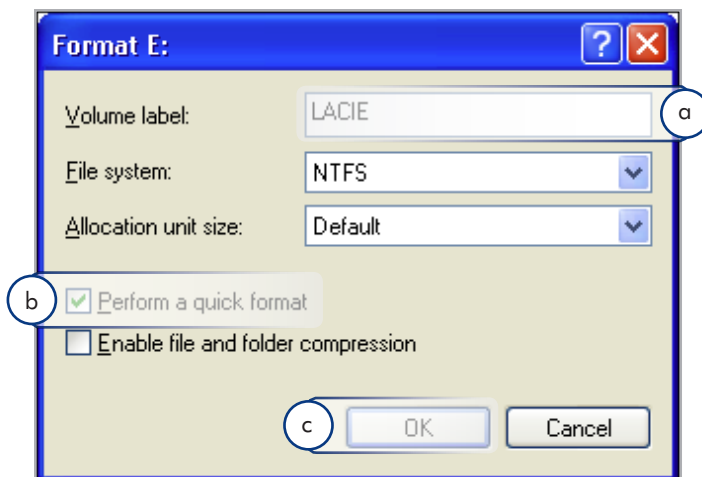 Format E:
Volume label: LACIE a
File system: NTFS
Allocation unit size: Default
b Perform a quick format
Enable file and folder compression
c OK Cancel